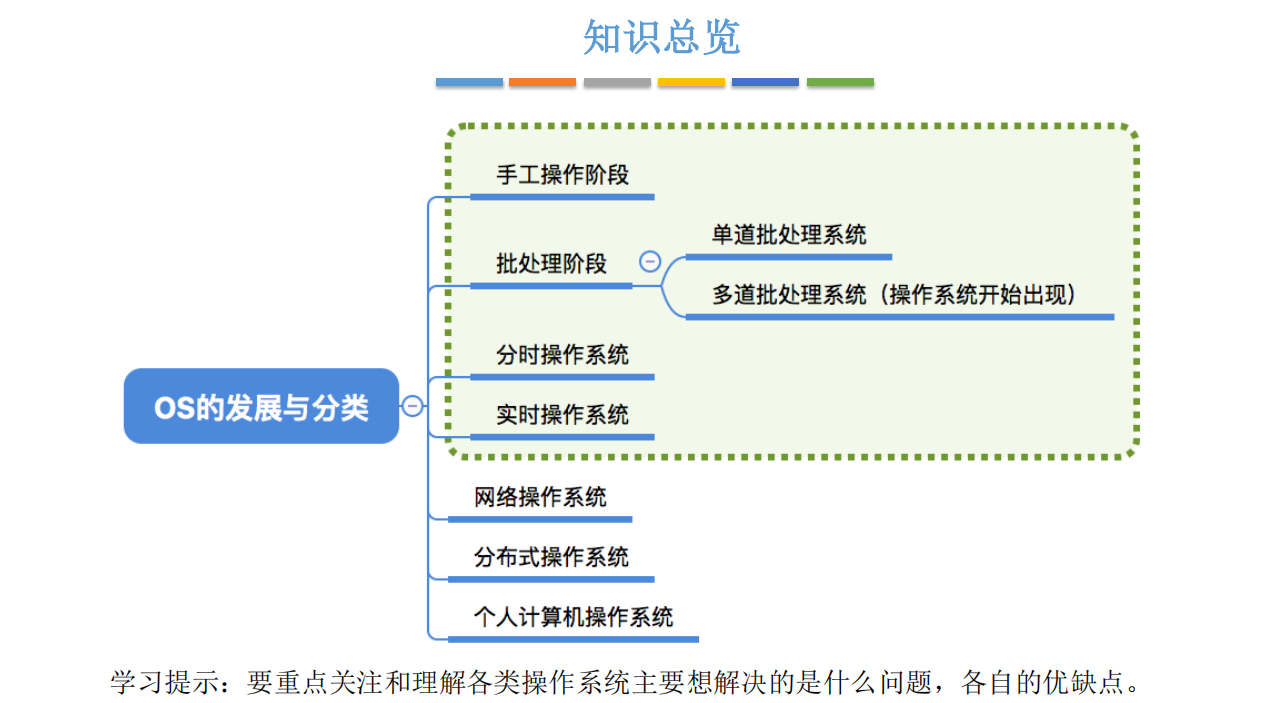 知识总览
手工操作阶段
单道批处理系统
批处理阶段
多道批处理系统（操作系统开始出现）
分时操作系统
OS的发展与分类
实时操作系统
网络操作系统
分布式操作系统
个人计算机操作系统
学习提示：要重点关注和理解各类操作系统主要想解决的是什么问题，各自的优缺点。